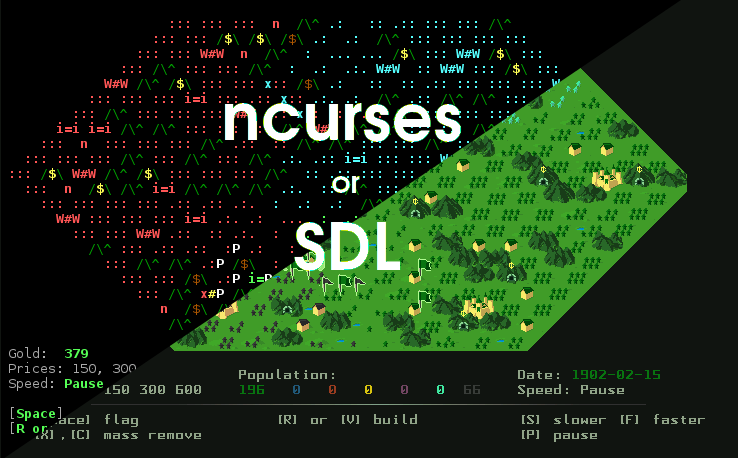 ncurses
or
SDL
Gold: 379
Prices: 150, 300
Speed: Pause
150 300 600
Population:
196 0 0 0 0 0 66
Date: 1902-02-15
Speed: Pause
[Space]
[R or
ace] flag
[X],[C] mass remove
[R] or [V] build
[S] slower [F] faster
[P] pause